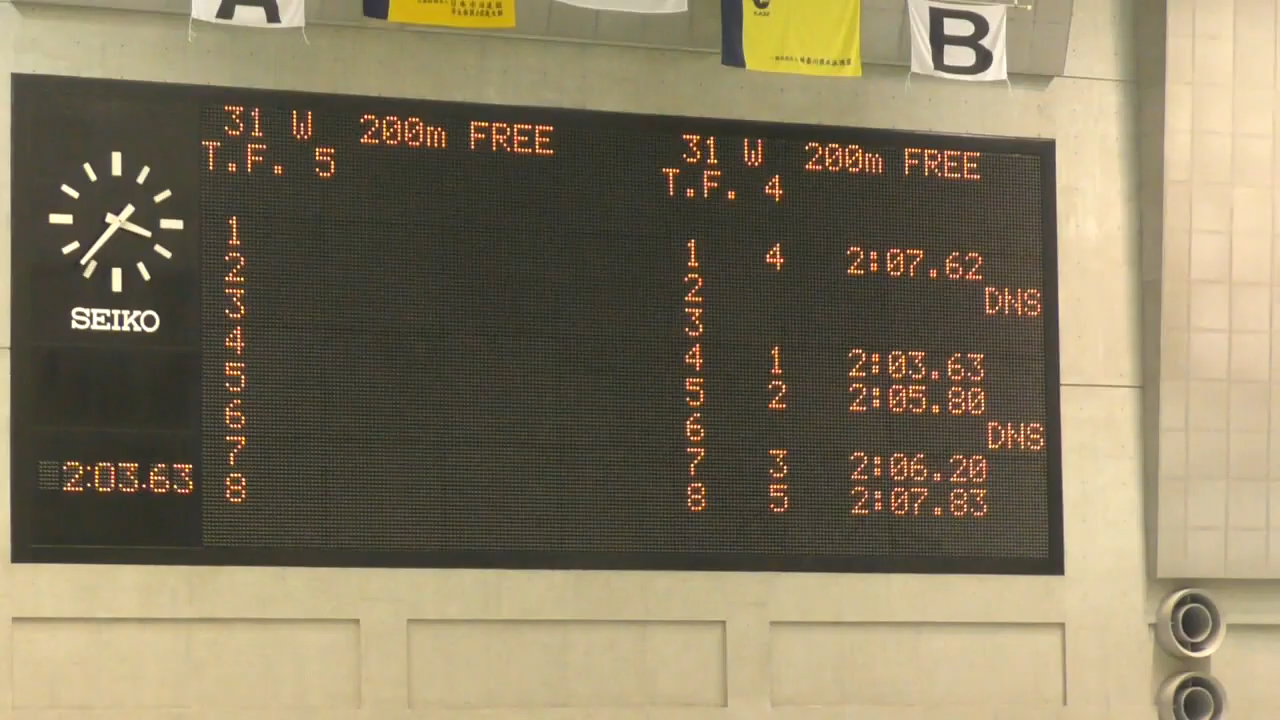 A
B
31 W 200m FREE
T.F. 5
1
2
3
4
5
6
7
8
31 W 200m FREE
T.F. 4
1 4 2:07.62
2 DNS
3
4 1 2:03.63
5 2 2:05.80
6 DNS
7 3 2:06.20
8 5 2:07.83
SEIKO
2:03.63